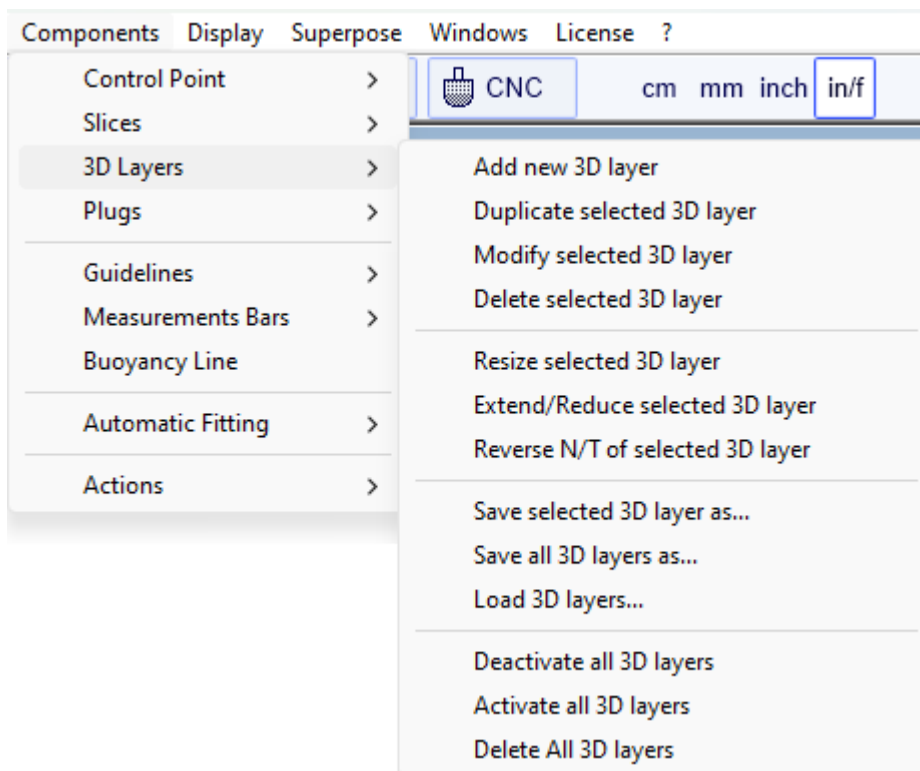 Components Display Superpose Windows License ?
CNC cm mm inch in/f
Control Point
Slices
3D Layers
Plugs
Guidelines
Measurements Bars
Buoyancy Line
Automatic Fitting
Actions
Add new 3D layer
Duplicate selected 3D layer
Modify selected 3D layer
Delete selected 3D layer
Resize selected 3D layer
Extend/Reduce selected 3D layer
Reverse N/T of selected 3D layer
Save selected 3D layer as...
Save all 3D layers as...
Load 3D layers...
Deactivate all 3D layers
Activate all 3D layers
Delete All 3D layers